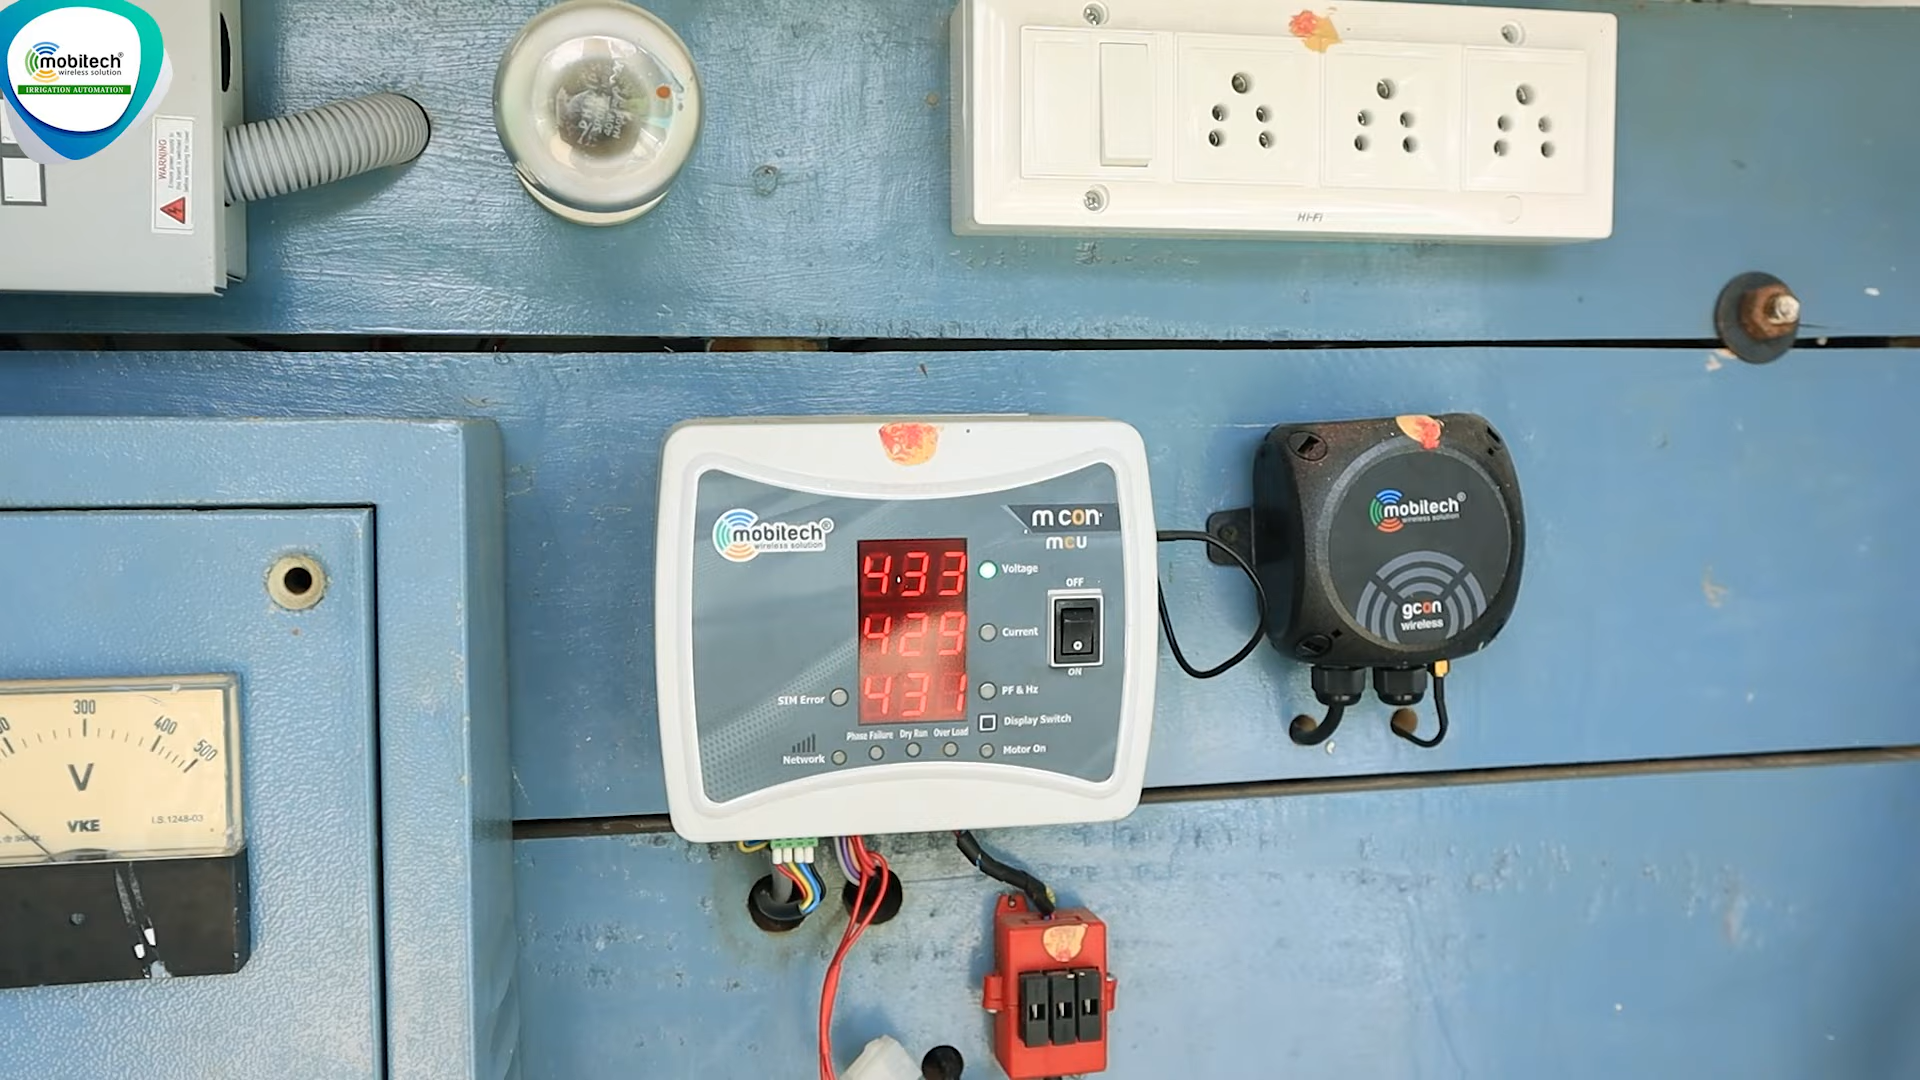 mobitech®
wireless solution
IRRIGATION AUTOMATION
WARNING
Hi-Fi
mobitech®
wireless solution
m con
mcu
433
429
431
Voltage
Current
PF & Hz
Display Switch
Motor On
OFF
ON
SIM Error
Network
Phase Failure
Dry Run
Over Load
mobitech®
wireless solution
gcon
wireless
300
400
500
V
VKE
I.S.1248-03